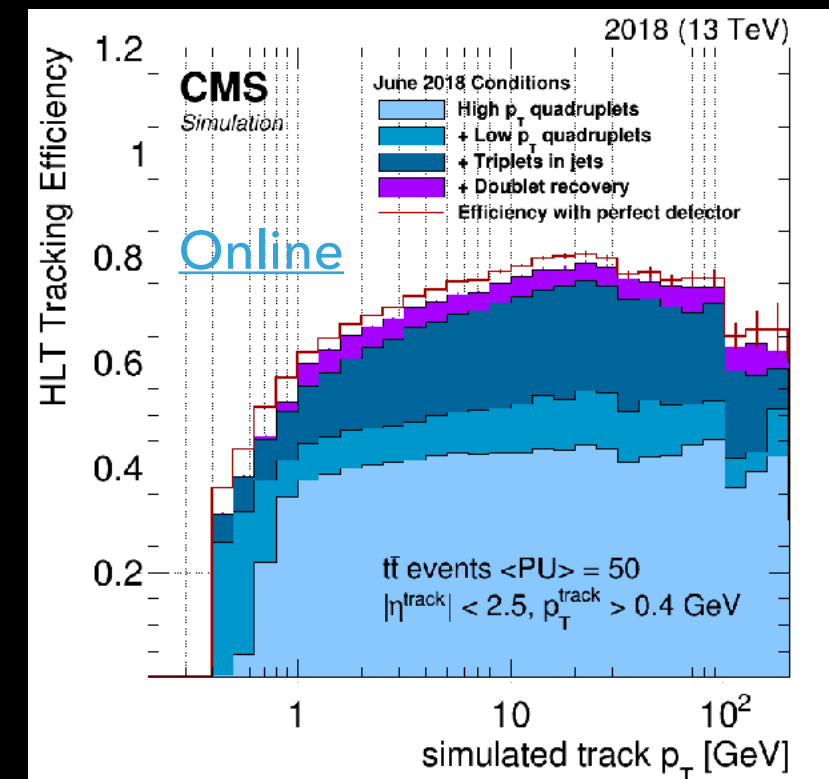 2018 (13 TeV)
HLT Tracking Efficiency
1.2
1
0.8
0.6
0.4
0.2
CMS
Simulation
Online
June 2018 Conditions
High p_T quadruplets
+ Low p_T quadruplets
+ Triplets in jets
+ Doublet recovery
Efficiency with perfect detector
tt̄ events <PU> = 50
|η^track| < 2.5, p_T^track > 0.4 GeV
1 10 10²
simulated track p_T [GeV]